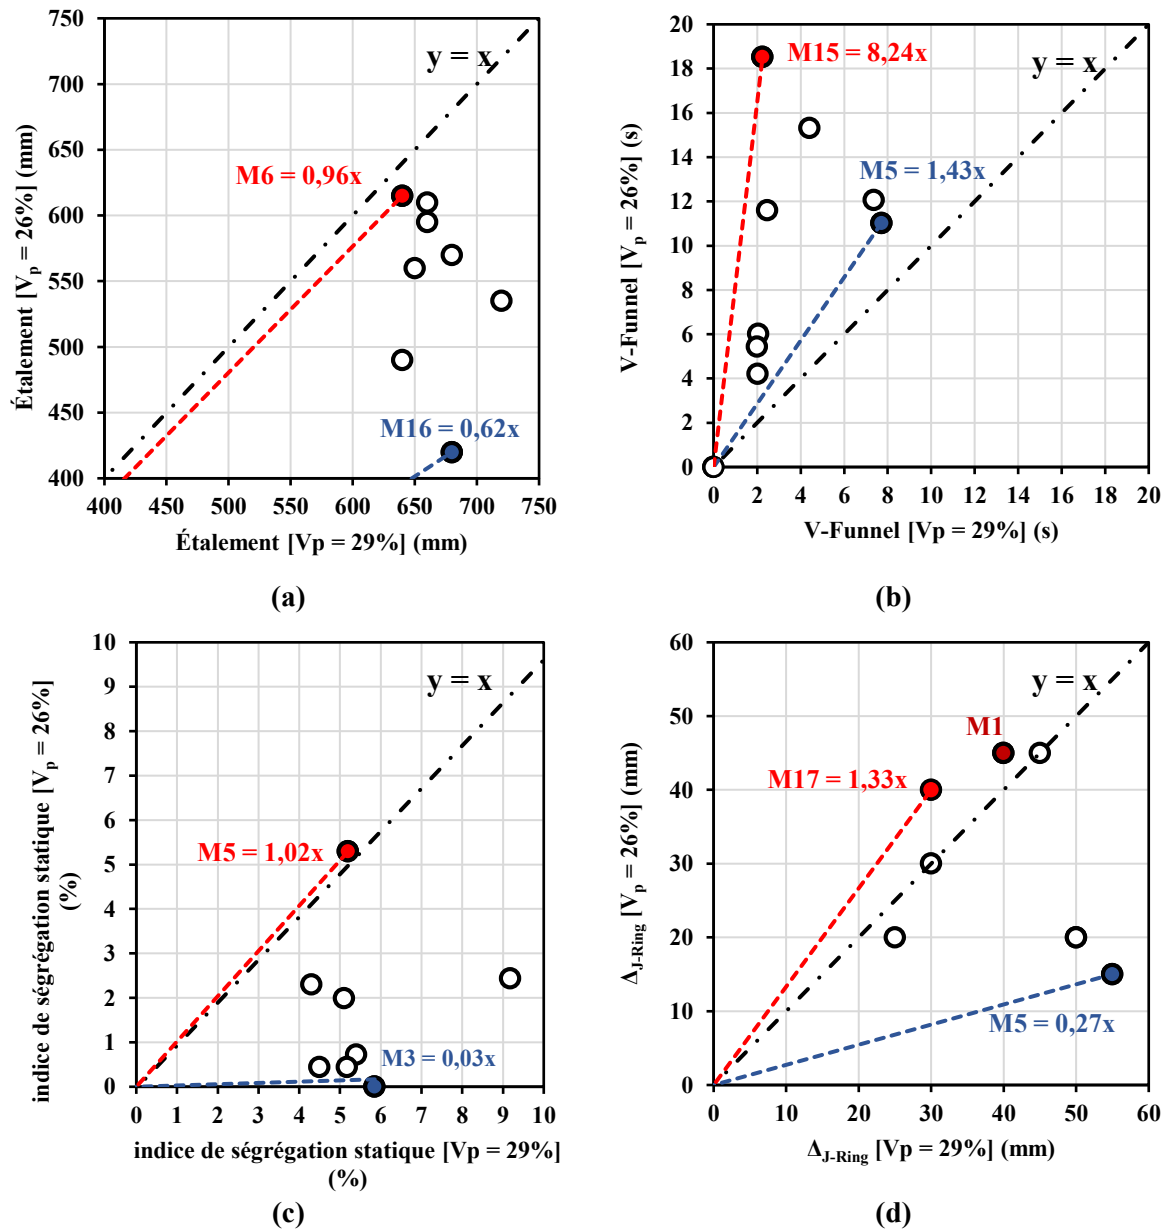 750
700
650
600
550
500
450
400
Étalement [Vp = 26%] (mm)
y = x
M6 = 0,96x
M16 = 0,62x
400 450 500 550 600 650 700 750
Étalement [Vp = 29%] (mm)
(a)
20
18
16
14
12
10
8
6
4
2
0
V-Funnel [Vp = 26%] (s)
M15 = 8,24x
y = x
M5 = 1,43x
0 2 4 6 8 10 12 14 16 18 20
V-Funnel [Vp = 29%] (s)
(b)
10
9
8
7
6
5
4
3
2
1
0
indice de ségrégation statique [Vp = 26%]
(%)
y = x
M5 = 1,02x
M3 = 0,03x
0 1 2 3 4 5 6 7 8 9 10
indice de ségrégation statique [Vp = 29%]
(%)
(c)
60
50
40
30
20
10
0
ΔJ-Ring [Vp = 26%] (mm)
y = x
M1
M17 = 1,33x
M5 = 0,27x
0 10 20 30 40 50 60
ΔJ-Ring [Vp = 29%] (mm)
(d)